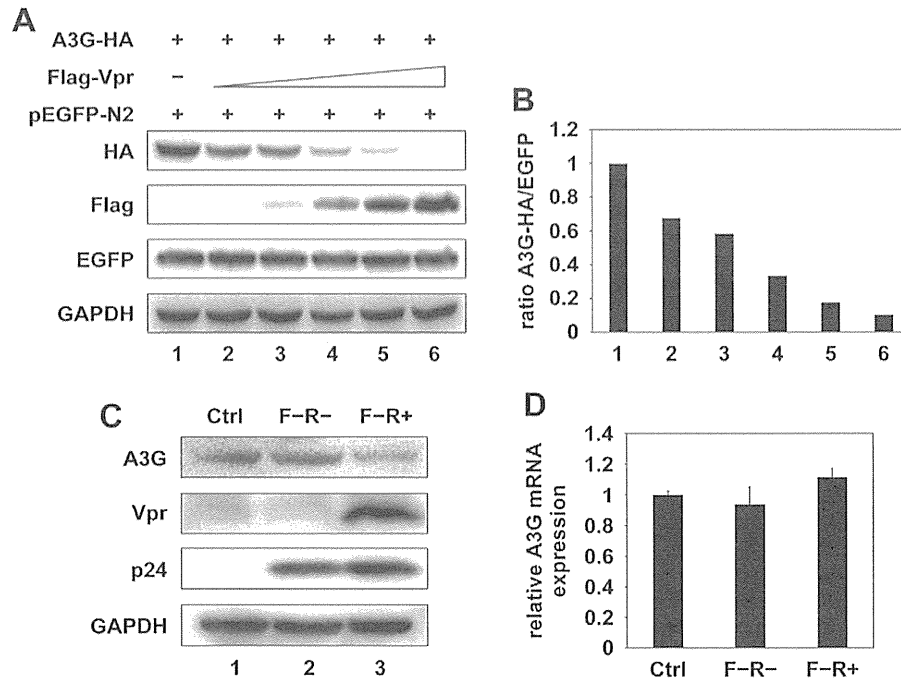 A
A3G-HA + + + + + +
Flag-Vpr −
pEGFP-N2 + + + + + +
HA
Flag
EGFP
GAPDH
1 2 3 4 5 6
B
ratio A3G-HA/EGFP
1.2
1
0.8
0.6
0.4
0.2
0
1 2 3 4 5 6
C
Ctrl F−R− F−R+
A3G
Vpr
p24
GAPDH
1 2 3
D
relative A3G mRNA
expression
1.4
1.2
1
0.8
0.6
0.4
0.2
0
Ctrl F−R− F−R+